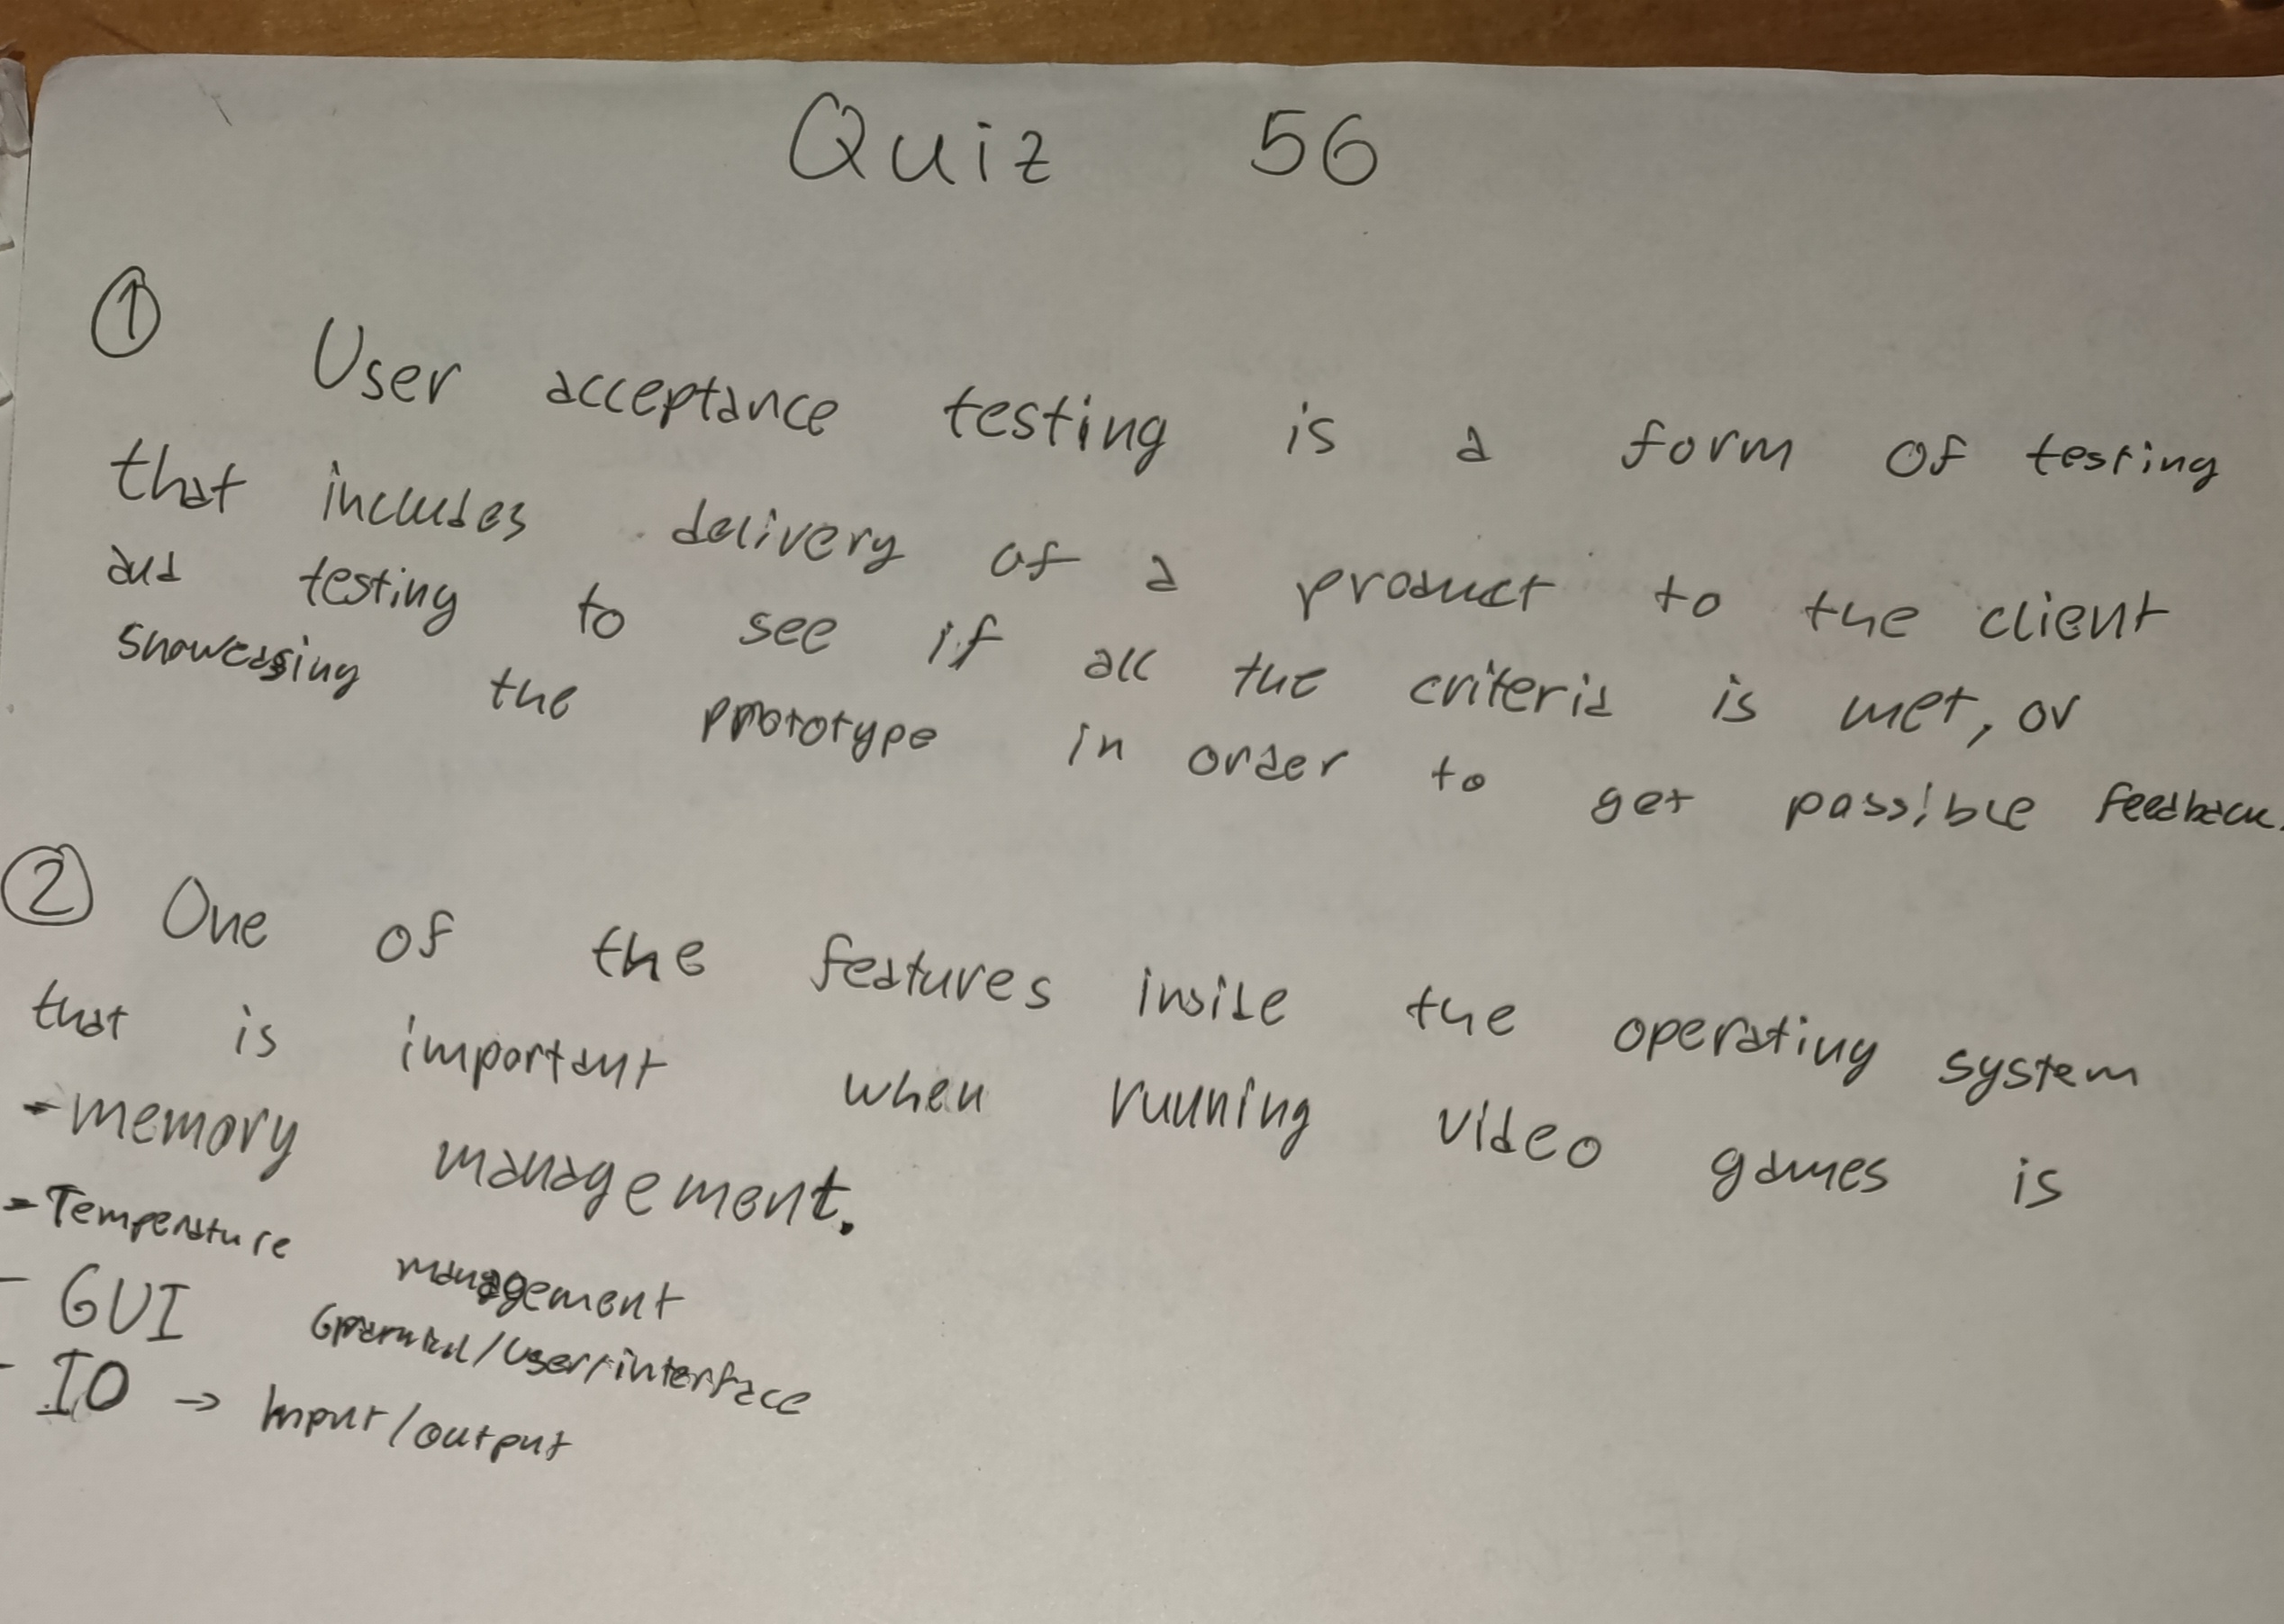 Quiz 56
① User acceptance testing is a form of testing
that includes delivery of a product to the client
and testing to see if all the criteria is met, or
showcasing the prototype in order to get possible feedback.
② One of the features inside the operating system
that is important when running video games is
- memory management.
- Temperature management
- GUI /user/interface
- IO → Input/output